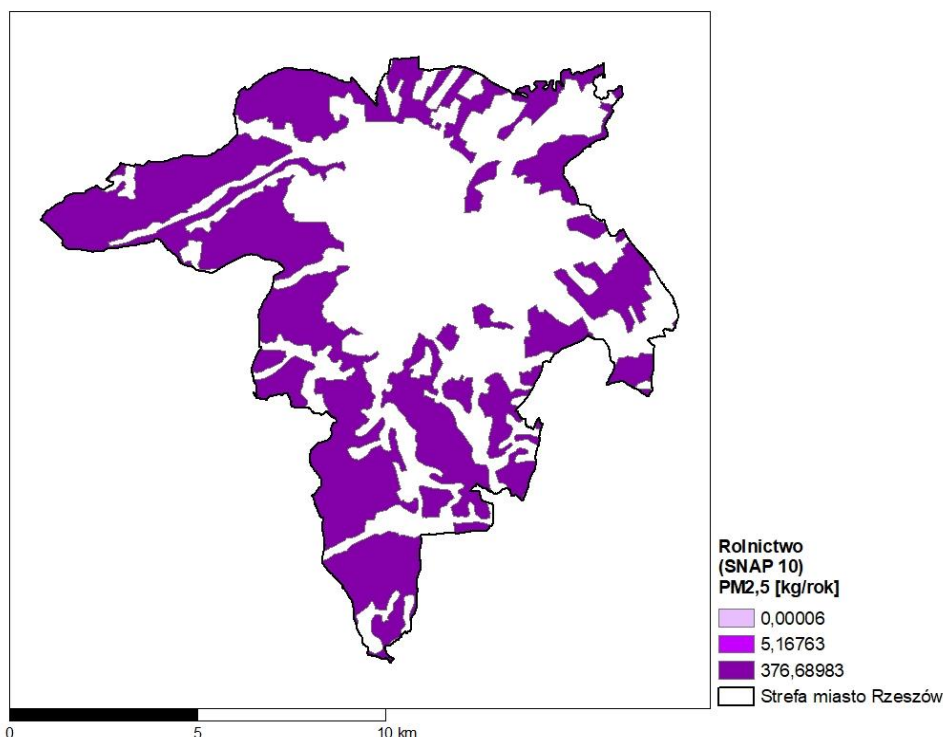 Rolnictwo
(SNAP 10)
PM2,5 [kg/rok]
0,00006
5,16763
376,68983
Strefa miasto Rzeszów
0 5 10 km